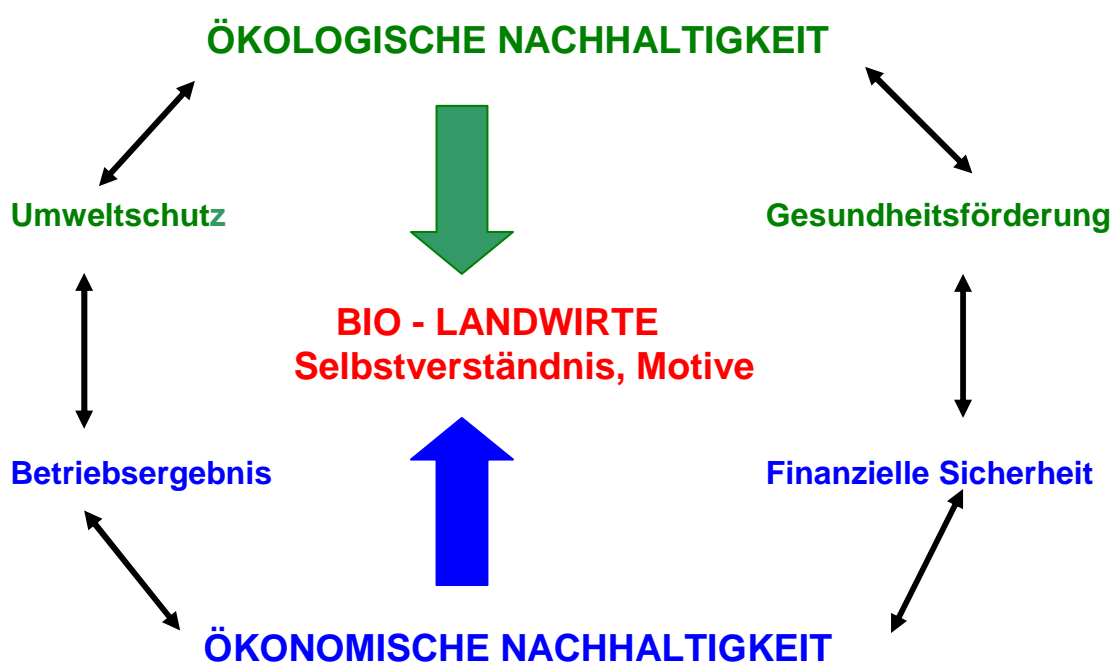 ÖKOLOGISCHE NACHHALTIGKEIT
Umweltschutz
Gesundheitsförderung
BIO - LANDWIRTE
Selbstverständnis, Motive
Betriebsergebnis
Finanzielle Sicherheit
ÖKONOMISCHE NACHHALTIGKEIT